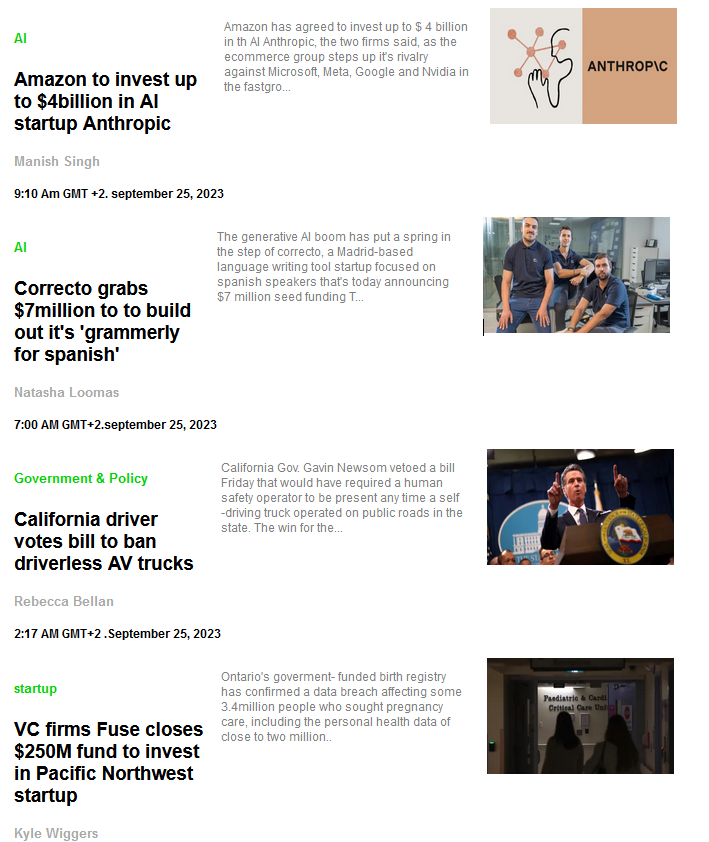 AI
Amazon to invest up
to $4billion in AI
startup Anthropic
Manish Singh
9:10 Am GMT +2. september 25, 2023
Amazon has agreed to invest up to $ 4 billion
in th AI Anthropic, the two firms said, as the
ecommerce group steps up it's rivalry
against Microsoft, Meta, Google and Nvidia in
the fastgro...
ANTHROP\C
AI
Correcto grabs
$7million to to build
out it's 'grammerly
for spanish'
Natasha Loomas
7:00 AM GMT+2.september 25, 2023
The generative AI boom has put a spring in
the step of correcto, a Madrid-based
language writing tool startup focused on
spanish speakers that's today announcing
$7 million seed funding T...
Government & Policy
California driver
votes bill to ban
driverless AV trucks
Rebecca Bellan
2:17 AM GMT+2 .September 25, 2023
California Gov. Gavin Newsom vetoed a bill
Friday that would have required a human
safety operator to be present any time a self
-driving truck operated on public roads in the
state. The win for the...
startup
VC firms Fuse closes
$250M fund to invest
in Pacific Northwest
startup
Kyle Wiggers
Ontario's goverment- funded birth registry
has confirmed a data breach affecting some
3.4million people who sought pregnancy
care, including the personal health data of
close to two million..
Paediatric & Cardi
Critical Care Unit